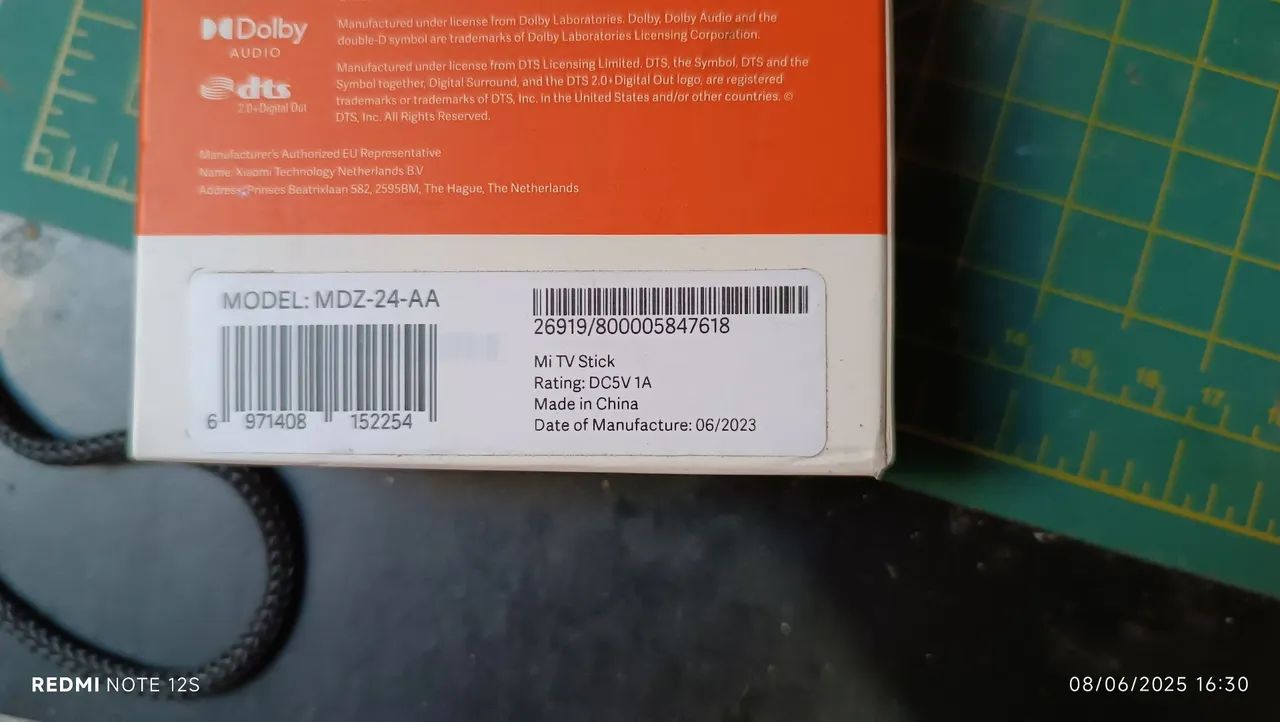 Dolby
AUDIO
Manufactured under license from Dolby Laboratories. Dolby, Dolby Audio and the
double-D symbol are trademarks of Dolby Laboratories Licensing Corporation.
dts
2.0+Digital Out
Manufactured under license from DTS Licensing Limited. DTS, the Symbol, DTS and the
Symbol together, Digital Surround, and the DTS 2.0+Digital Out logo, are registered
trademarks or trademarks of DTS, Inc. in the United States and/or other countries. ©
DTS, Inc. All Rights Reserved.
Manufacturer's Authorized EU Representative
Name: Xiaomi Technology Netherlands B.V
Address: Prinses Beatrixlaan 582, 2595BM, The Hague, The Netherlands
MODEL: MDZ-24-AA
6 971408 152254
26919/800005847618
Mi TV Stick
Rating: DC5V 1A
Made in China
Date of Manufacture: 06/2023
14 15 16 17
REDMI NOTE 12S
08/06/2025 16:30